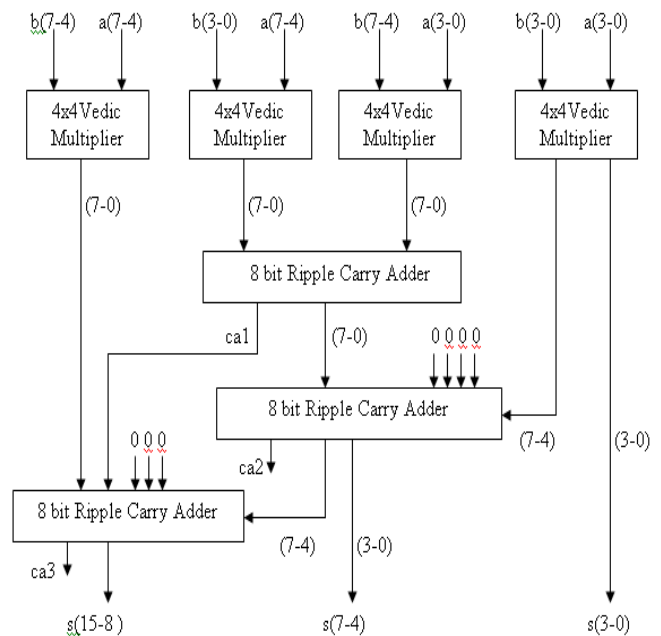 b(7-4) a(7-4) b(3-0) a(7-4) b(7-4) a(3-0) b(3-0) a(3-0)
4x4Vedic Multiplier
4x4Vedic Multiplier
4x4Vedic Multiplier
4x4Vedic Multiplier
(7-0) (7-0) (7-0)
8 bit Ripple Carry Adder
ca1 (7-0) 0 0 0 0
8 bit Ripple Carry Adder
(7-4) (3-0)
0 0 0 ca2
8 bit Ripple Carry Adder
(7-4) (3-0)
ca3
s(15-8 ) s(7-4) s(3-0)